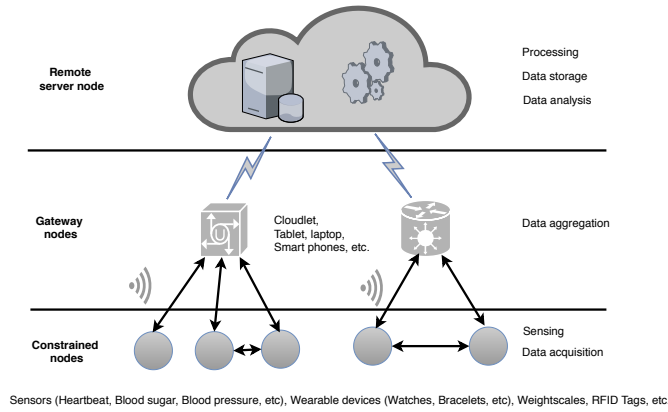 Remote
server node
Processing
Data storage
Data analysis
Gateway
nodes
Cloudlet,
Tablet, laptop,
Smart phones, etc.
Data aggregation
U
Constrained
nodes
Sensing
Data acquisition
Sensors (Heartbeat, Blood sugar, Blood pressure, etc), Wearable devices (Watches, Bracelets, etc), Weightscales, RFID Tags, etc